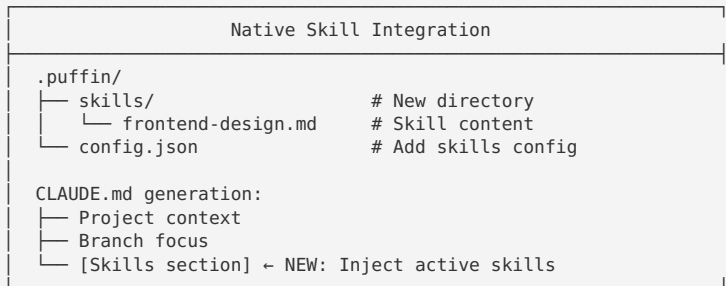 Native Skill Integration
.puffin/
├── skills/ # New directory
│ └── frontend-design.md # Skill content
└── config.json # Add skills config
CLAUDE.md generation:
├── Project context
├── Branch focus
└── [Skills section] ← NEW: Inject active skills